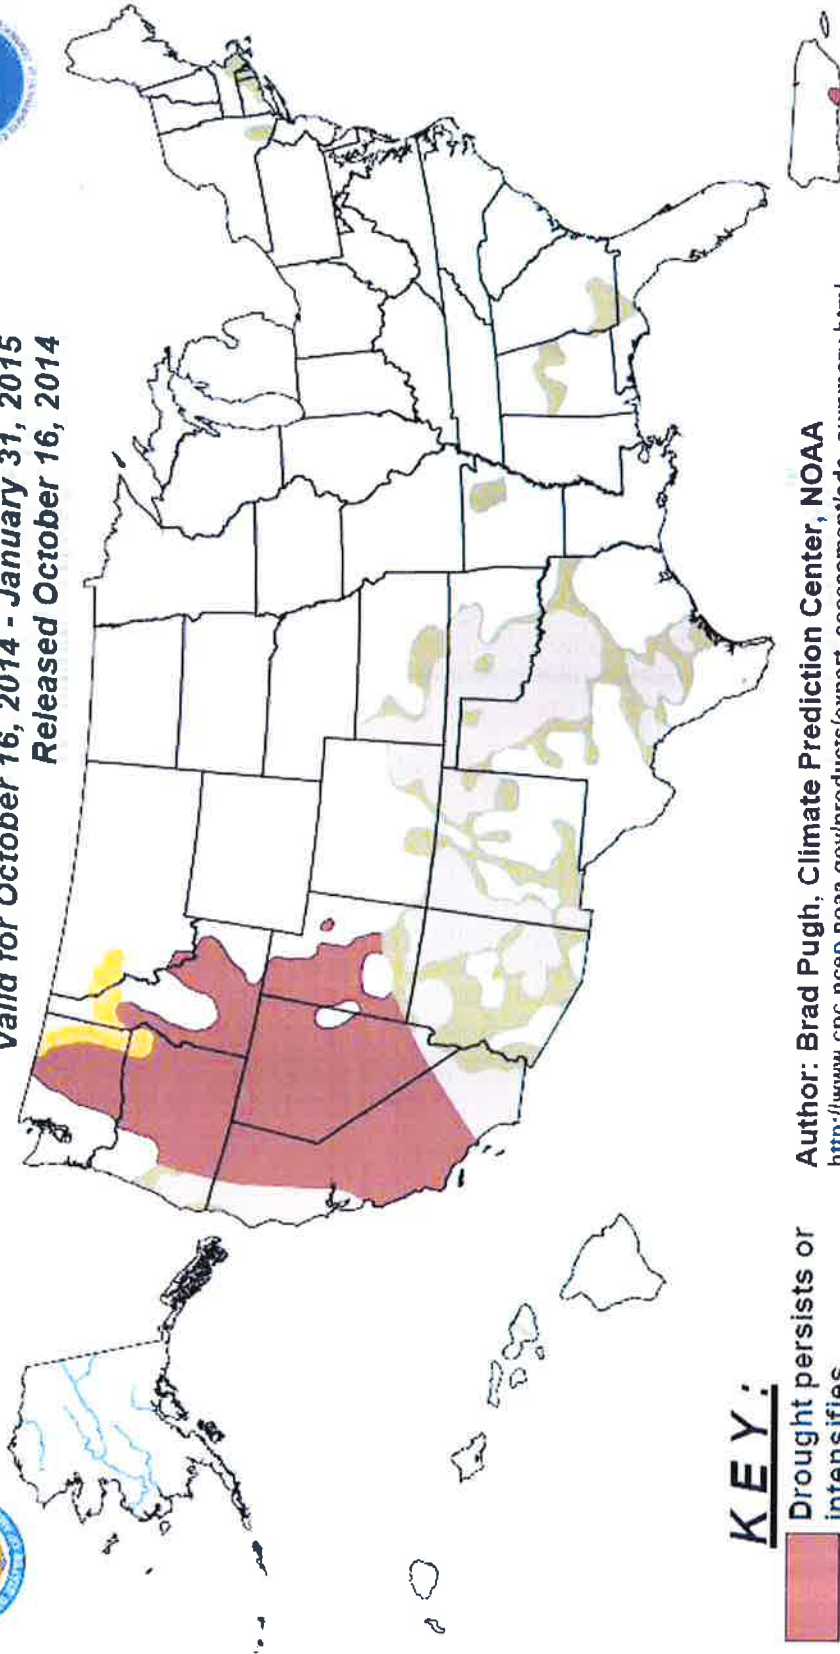 Valid for October 16, 2014 - January 31, 2015
Released October 16, 2014
KEY:
Drought persists or
intensifies
Author: Brad Pugh, Climate Prediction Center, NOAA